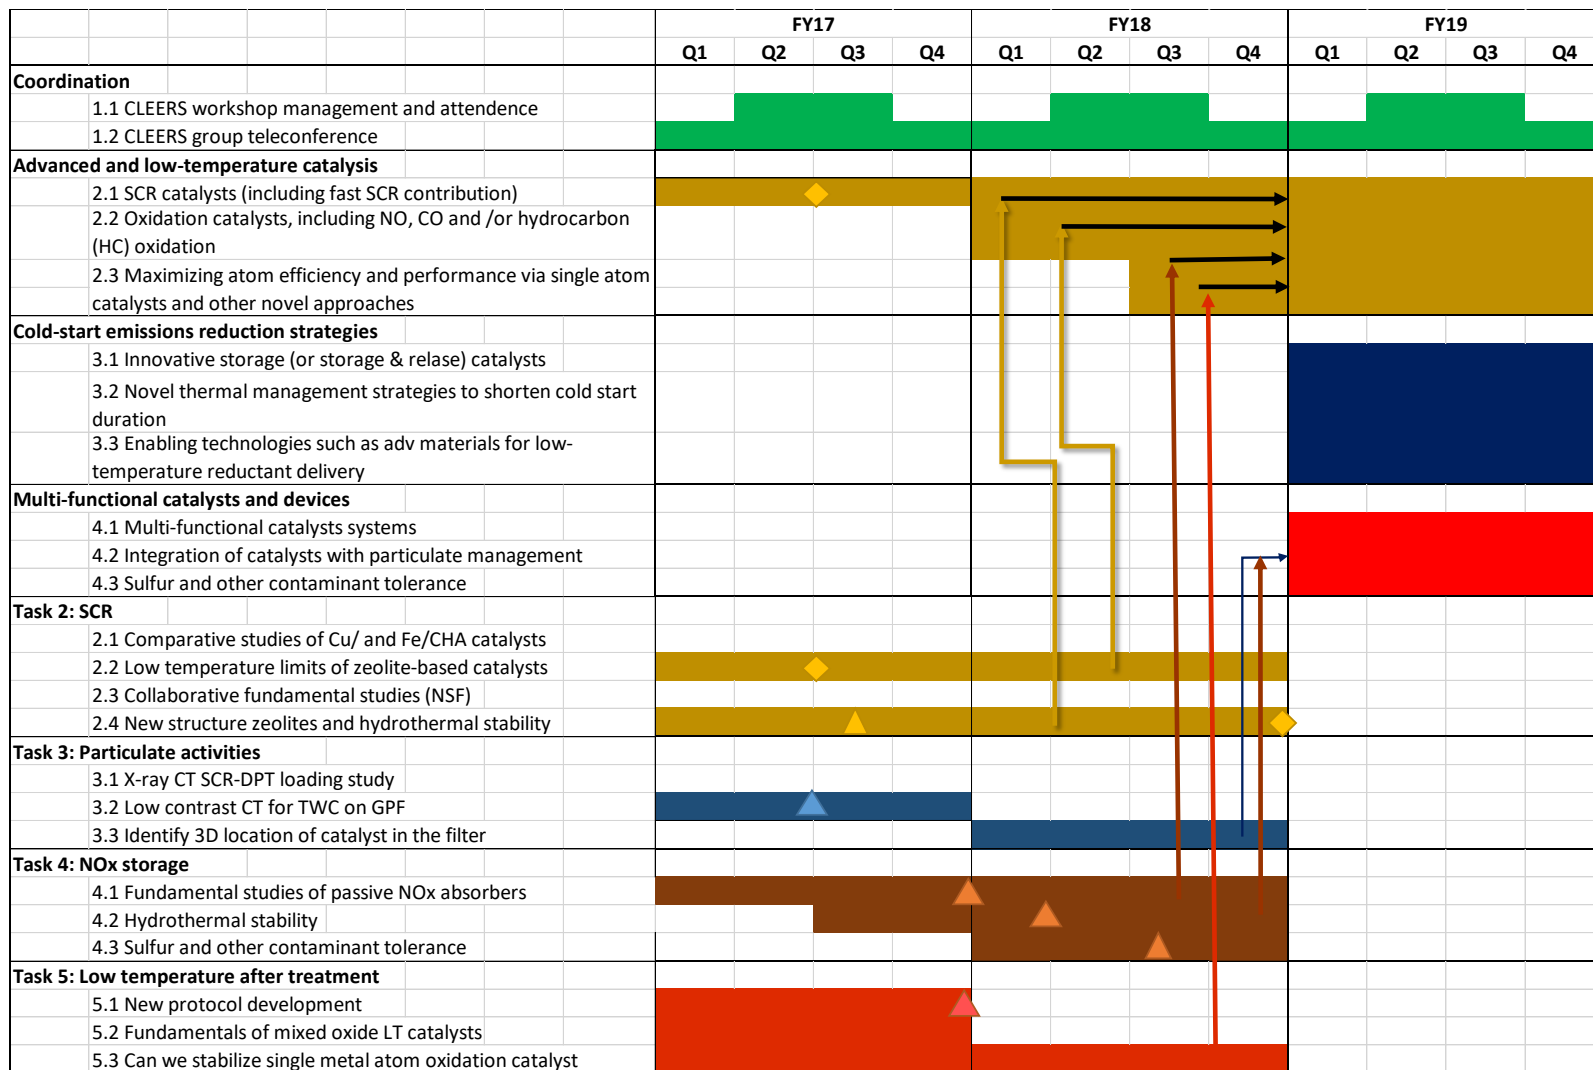 FY17 FY18 FY19
Q1 Q2 Q3 Q4 Q1 Q2 Q3 Q4 Q1 Q2 Q3 Q4
Coordination
1.1 CLEERS workshop management and attendence
1.2 CLEERS group teleconference
Advanced and low-temperature catalysis
2.1 SCR catalysts (including fast SCR contribution)
2.2 Oxidation catalysts, including NO, CO and /or hydrocarbon
(HC) oxidation
2.3 Maximizing atom efficiency and performance via single atom
catalysts and other novel approaches
Cold-start emissions reduction strategies
3.1 Innovative storage (or storage & relase) catalysts
3.2 Novel thermal management strategies to shorten cold start
duration
3.3 Enabling technologies such as adv materials for low-
temperature reductant delivery
Multi-functional catalysts and devices
4.1 Multi-functional catalysts systems
4.2 Integration of catalysts with particulate management
4.3 Sulfur and other contaminant tolerance
Task 2: SCR
2.1 Comparative studies of Cu/ and Fe/CHA catalysts
2.2 Low temperature limits of zeolite-based catalysts
2.3 Collaborative fundamental studies (NSF)
2.4 New structure zeolites and hydrothermal stability
Task 3: Particulate activities
3.1 X-ray CT SCR-DPT loading study
3.2 Low contrast CT for TWC on GPF
3.3 Identify 3D location of catalyst in the filter
Task 4: NOx storage
4.1 Fundamental studies of passive NOx absorbers
4.2 Hydrothermal stability
4.3 Sulfur and other contaminant tolerance
Task 5: Low temperature after treatment
5.1 New protocol development
5.2 Fundamentals of mixed oxide LT catalysts
5.3 Can we stabilize single metal atom oxidation catalyst